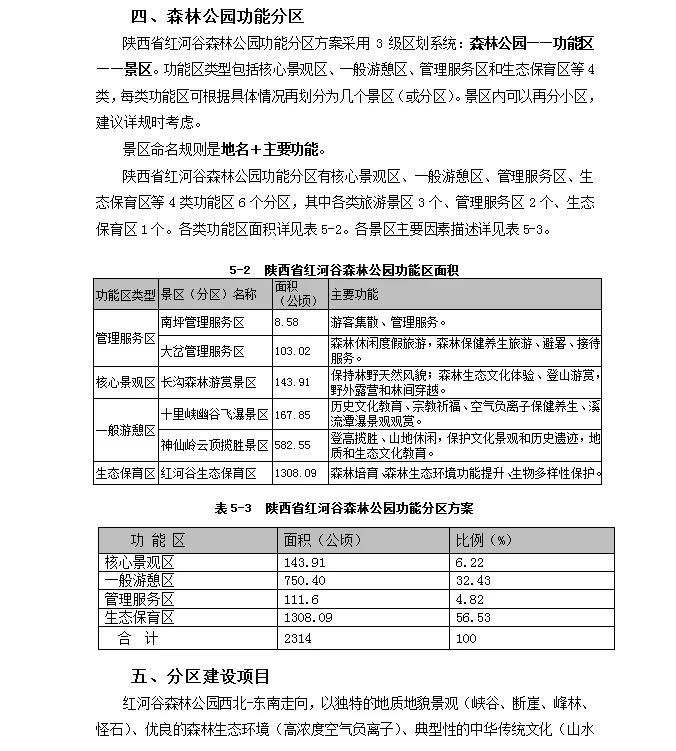 四、森林公园功能分区
陕西省红河谷森林公园功能分区方案采用 3 级区划系统：森林公园——功能区
——景区。功能区类型包括核心景观区、一般游憩区、管理服务区和生态保育区等 4
类，每类功能区可根据具体情况再划分为几个景区（或分区）。景区内可以再分小区，
建议详规时考虑。
景区命名规则是地名＋主要功能。
陕西省红河谷森林公园功能分区有核心景观区、一般游憩区、管理服务区、生
态保育区等 4 类功能区 6 个分区，其中各类旅游景区 3 个、管理服务区 2 个、生态
保育区 1 个。各类功能区面积详见表 5-2。各景区主要因素描述详见表 5-3。
5-2 陕西省红河谷森林公园功能区面积
功能区类型 景区（分区）名称 面积（公顷） 主要功能
管理服务区 南坪管理服务区 8.58 游客集散、管理服务。
大岔管理服务区 103.02 森林休闲度假旅游，森林保健养生旅游、避署、接待
服务。
核心景观区 长沟森林游赏景区 143.91 保持林野天然风貌；森林生态文化体验、登山游赏，
野外露营和林间穿越。
一般游憩区 十里峡幽谷飞瀑景区 167.85 历史文化教育、宗教祈福、空气负离子保健养生、溪
流潭瀑景观观赏。
神仙岭云顶揽胜景区 582.55 登高揽胜、山地休闲，保护文化景观和历史遗迹，地
质和生态文化教育。
生态保育区 红河谷生态保育区 1308.09 森林培育、森林生态环境功能提升、生物多样性保护。
表 5-3 陕西省红河谷森林公园功能分区方案
功 能 区 面积（公顷） 比例（%）
核心景观区 143.91 6.22
一般游憩区 750.40 32.43
管理服务区 111.6 4.82
生态保育区 1308.09 56.53
合 计 2314 100
五、分区建设项目
红河谷森林公园西北-东南走向，以独特的地质地貌景观（峡谷、断崖、峰林、
怪石）、优良的森林生态环境（高浓度空气负离子）、典型性的中华传统文化（山水